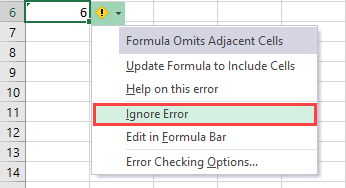 6 6
Formula Omits Adjacent Cells
7
Update Formula to Include Cells
8
Help on this error
9
10
Ignore Error
11
Edit in Formula Bar
12
13
Error Checking Options...
14